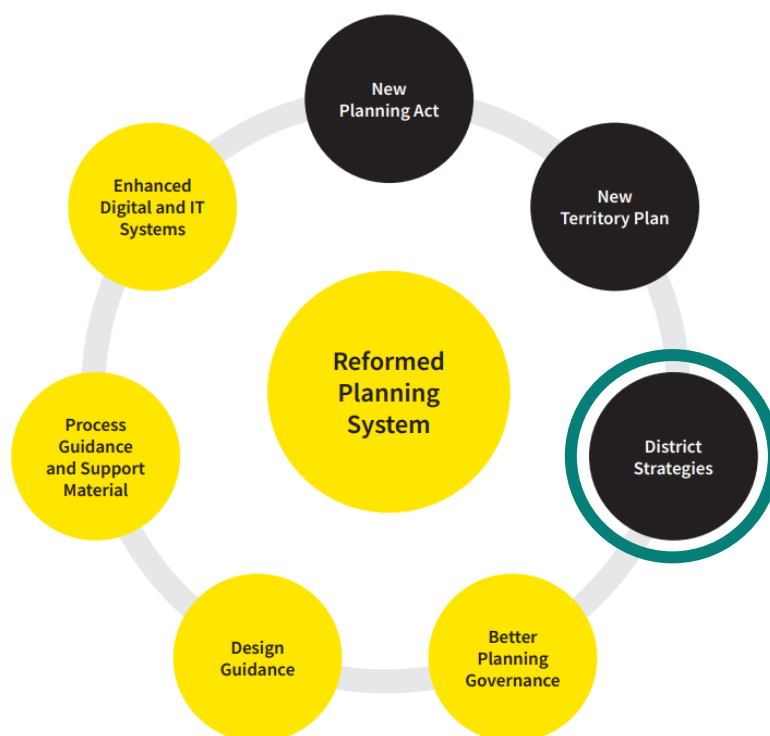 New
Planning Act
New
Territory Plan
District
Strategies
Better
Planning
Governance
Design
Guidance
Process
Guidance
and Support
Material
Enhanced
Digital and IT
Systems
Reformed
Planning
System